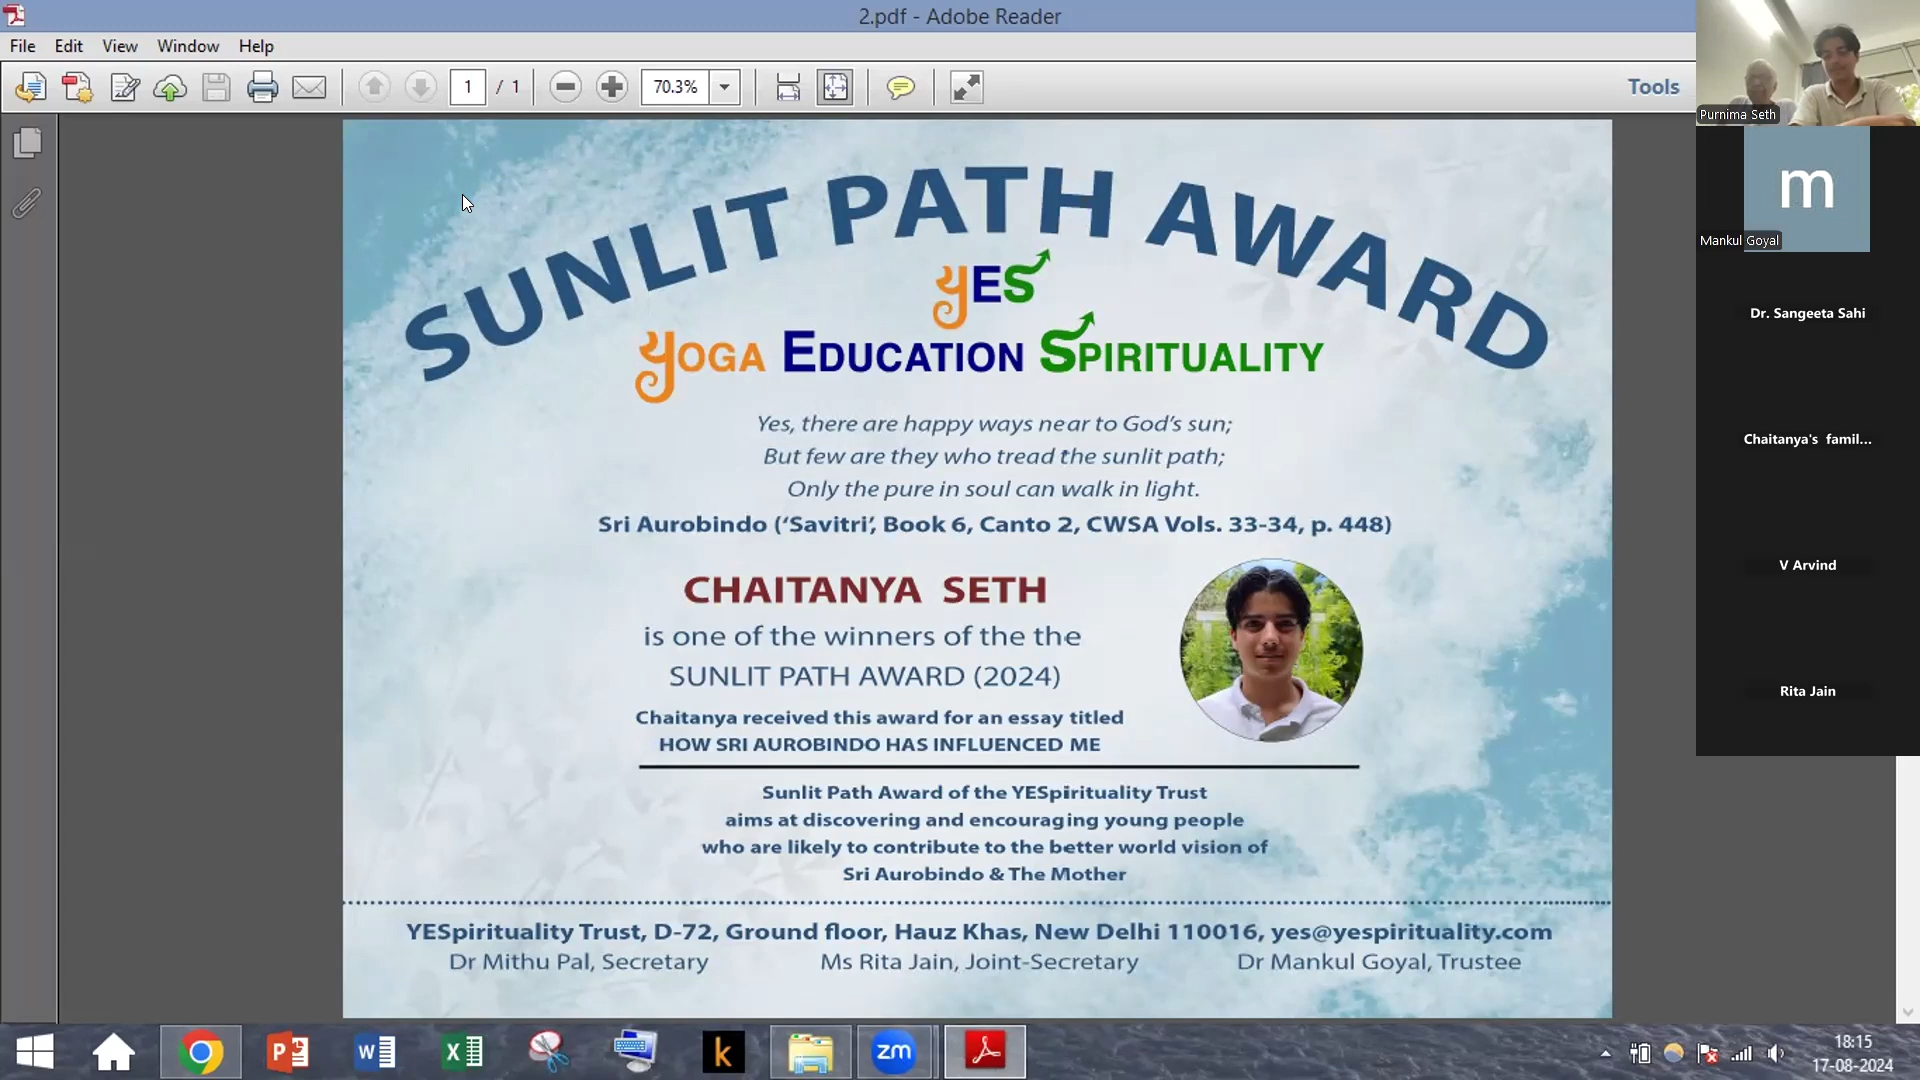 2.pdf - Adobe Reader
File Edit View Window Help
1 / 1 70.3% Tools
SUNLIT PATH AWARD
YES
YOGA EDUCATION SPIRITUALITY
Yes, there are happy ways near to God's sun;
But few are they who tread the sunlit path;
Only the pure in soul can walk in light.
Sri Aurobindo ('Savitri', Book 6, Canto 2, CWSA Vols. 33-34, p. 448)
CHAITANYA SETH
is one of the winners of the the
SUNLIT PATH AWARD (2024)
Chaitanya received this award for an essay titled
HOW SRI AUROBINDO HAS INFLUENCED ME
Sunlit Path Award of the YESpirituality Trust
aims at discovering and encouraging young people
who are likely to contribute to the better world vision of
Sri Aurobindo & The Mother
YESpirituality Trust, D-72, Ground floor, Hauz Khas, New Delhi 110016, yes@yespirituality.com
Dr Mithu Pal, Secretary Ms Rita Jain, Joint-Secretary Dr Mankul Goyal, Trustee
Purnima Seth
m
Mankul Goyal
Dr. Sangeeta Sahi
Chaitanya's famil...
V Arvind
Rita Jain
P W X k zm
18:15
17-08-2024